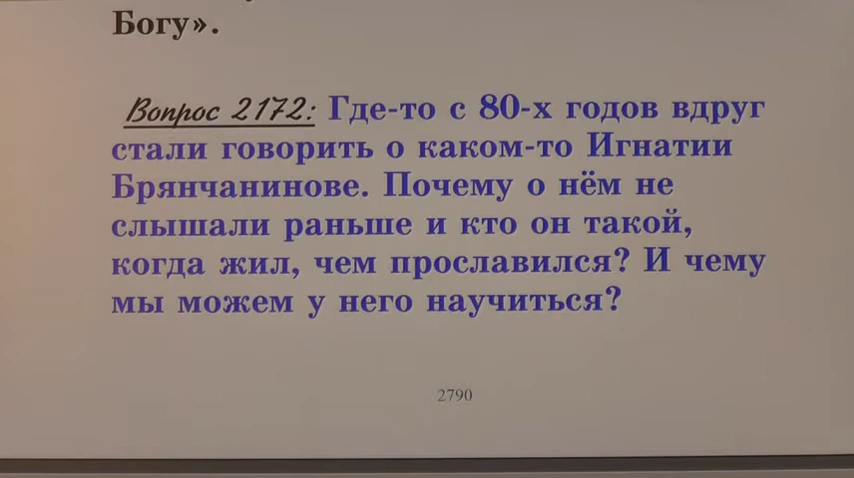 Богу».
Вопрос 2172: Где-то с 80-х годов вдруг
стали говорить о каком-то Игнатии
Брянчанинове. Почему о нём не
слышали раньше и кто он такой,
когда жил, чем прославился? И чему
мы можем у него научиться?
2790